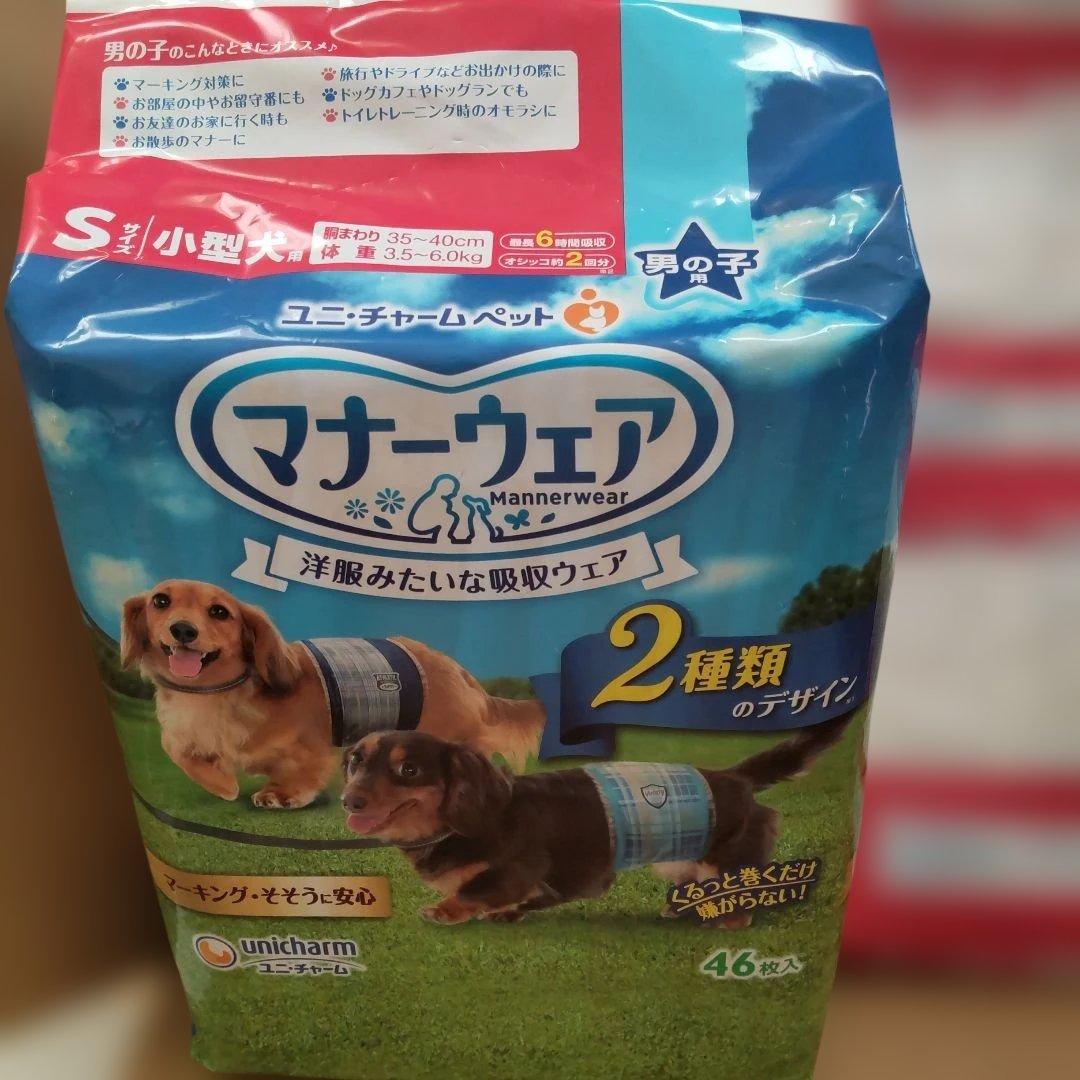 男の子のこんなときにオススメ♪
マーキング対策に
お部屋の中やお留守番にも
お友達のお家に行く時も
お散歩のマナーに
旅行やドライブなどお出かけの際に
ドッグカフェやドッグランでも
トイレトレーニング時のオモラシに
Sサイズ/小型犬用
胴まわり 35~40cm
体重 3.5~6.0kg
最長6時間吸収
オシッコ約2回分
男の子用
ユニ・チャーム ペット
マナーウェア
Mannerwear
洋服みたいな吸収ウェア
2種類
のデザイン
マーキング・そそうに安心
くるっと巻くだけ
嫌がらない!
unicharm
ユニ・チャーム
46枚入